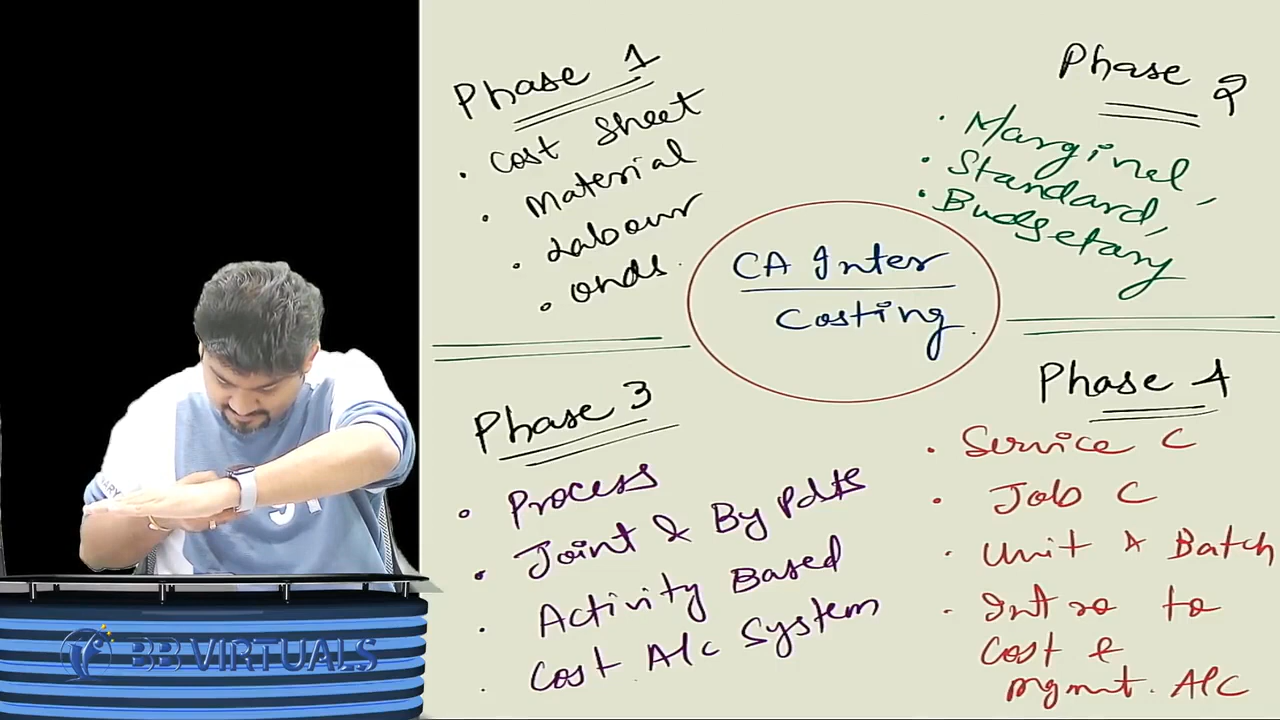 Phase 1
• Cost Sheet
• Material
• Labour
• OHDs.
Phase 2
• Marginal,
• Standard,
• Budgetary
CA Inter
Costing.
Phase 3
• Process
• Joint & By Pdts
• Activity Based
• Cost A/c System
Phase 4
• Service C
• Job C
• Unit & Batch
• Intro to
Cost &
mgmt. A/C
BB VIRTUALS